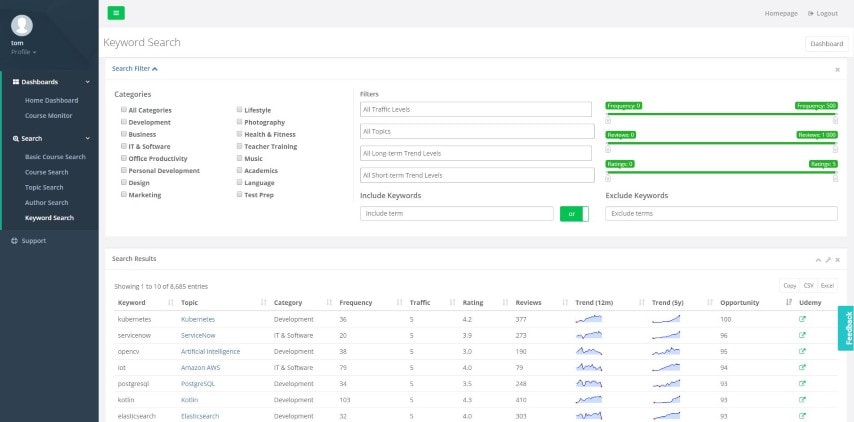 Homepage Logout
tom
Profile
Keyword Search
Dashboard
Dashboards
Home Dashboard
Course Monitor
Search
Basic Course Search
Course Search
Topic Search
Author Search
Keyword Search
Support
Search Filter
Categories
All Categories Lifestyle
Development Photography
Business Health & Fitness
IT & Software Teacher Training
Office Productivity Music
Personal Development Academics
Design Language
Marketing Test Prep
Filters
All Traffic Levels
All Topics
All Long-term Trend Levels
All Short-term Trend Levels
Frequency: 0 Frequency: 500
Reviews: 0 Reviews: 1 000
Ratings: 0 Ratings: 5
Include Keywords
Include term or
Exclude Keywords
Exclude terms
Search Results
Showing 1 to 10 of 8,685 entries
Copy CSV Excel
Keyword Topic Category Frequency Traffic Rating Reviews Trend (12m) Trend (5y) Opportunity Udemy
kubernetes Kubernetes Development 36 5 4.2 377 100
servicenow ServiceNow IT & Software 20 5 3.9 273 96
opencv Artificial Intelligence Development 38 5 3.0 190 96
iot Amazon AWS IT & Software 79 5 4.0 79 94
postgresql PostgreSQL Development 34 5 3.5 248 93
kotlin Kotlin Development 103 5 4.3 410 93
elasticsearch Elasticsearch Development 32 5 4.0 303 93
Feedback